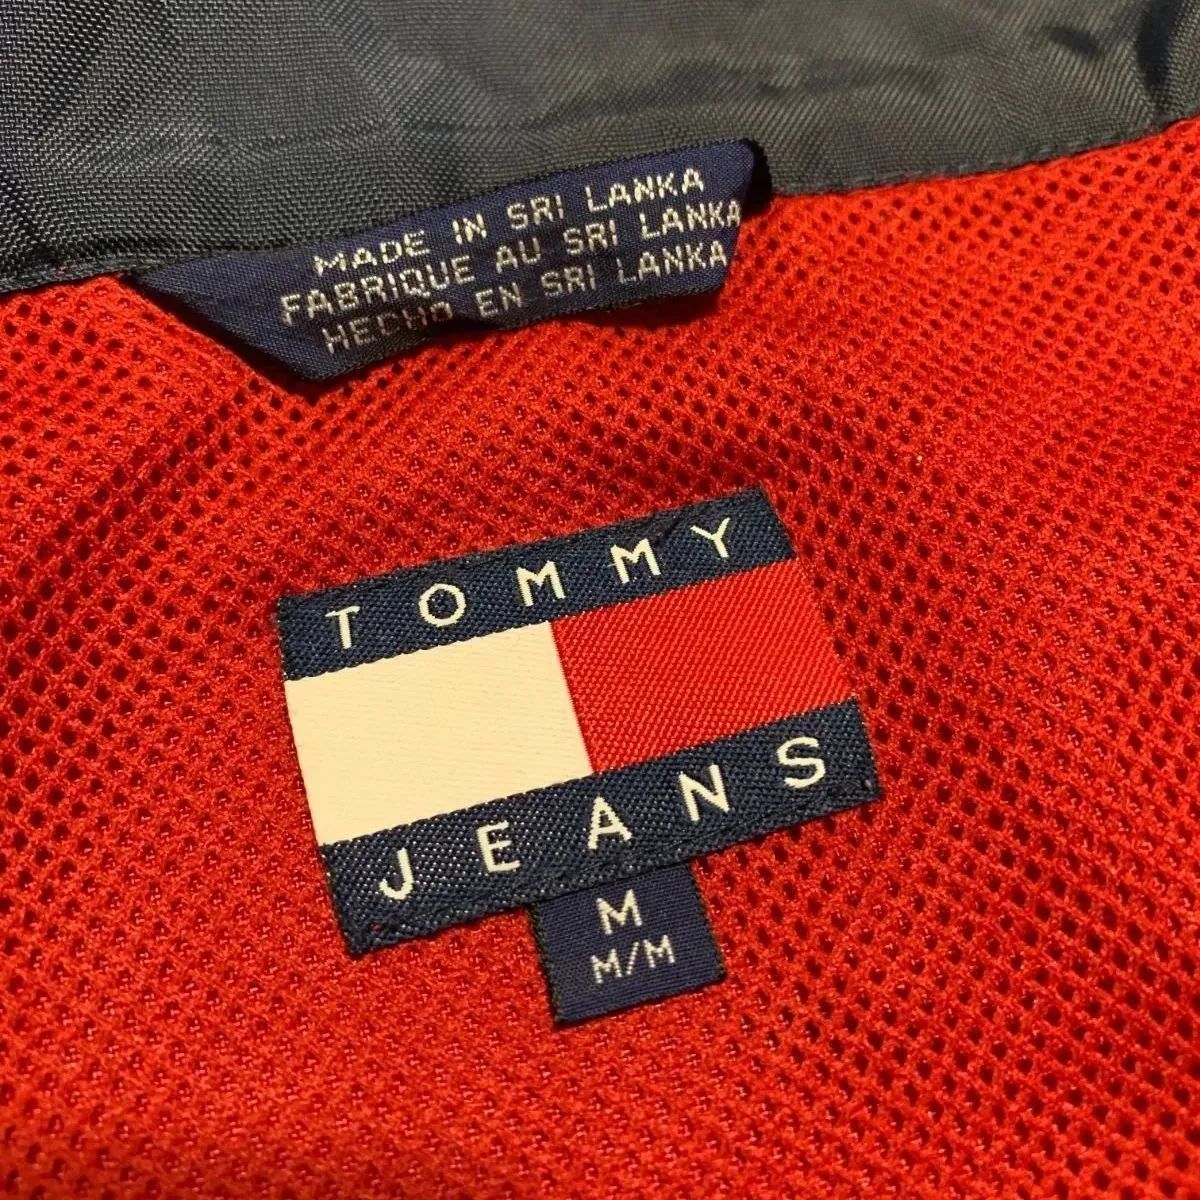 MADE IN SRI LANKA
FABRIQUE AU SRI LANKA
HECHO EN SRI LANKA
TOMMY
JEANS
M
M/M